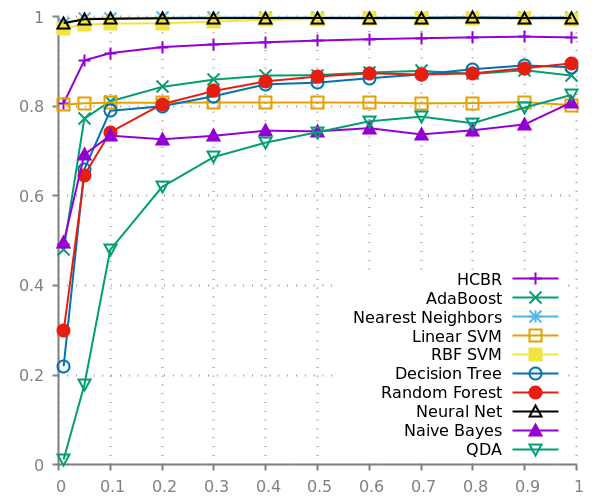 1
0.8
0.6
0.4
0.2
0
HCBR
AdaBoost
Nearest Neighbors
Linear SVM
RBF SVM
Decision Tree
Random Forest
Neural Net
Naive Bayes
QDA
0 0.1 0.2 0.3 0.4 0.5 0.6 0.7 0.8 0.9 1